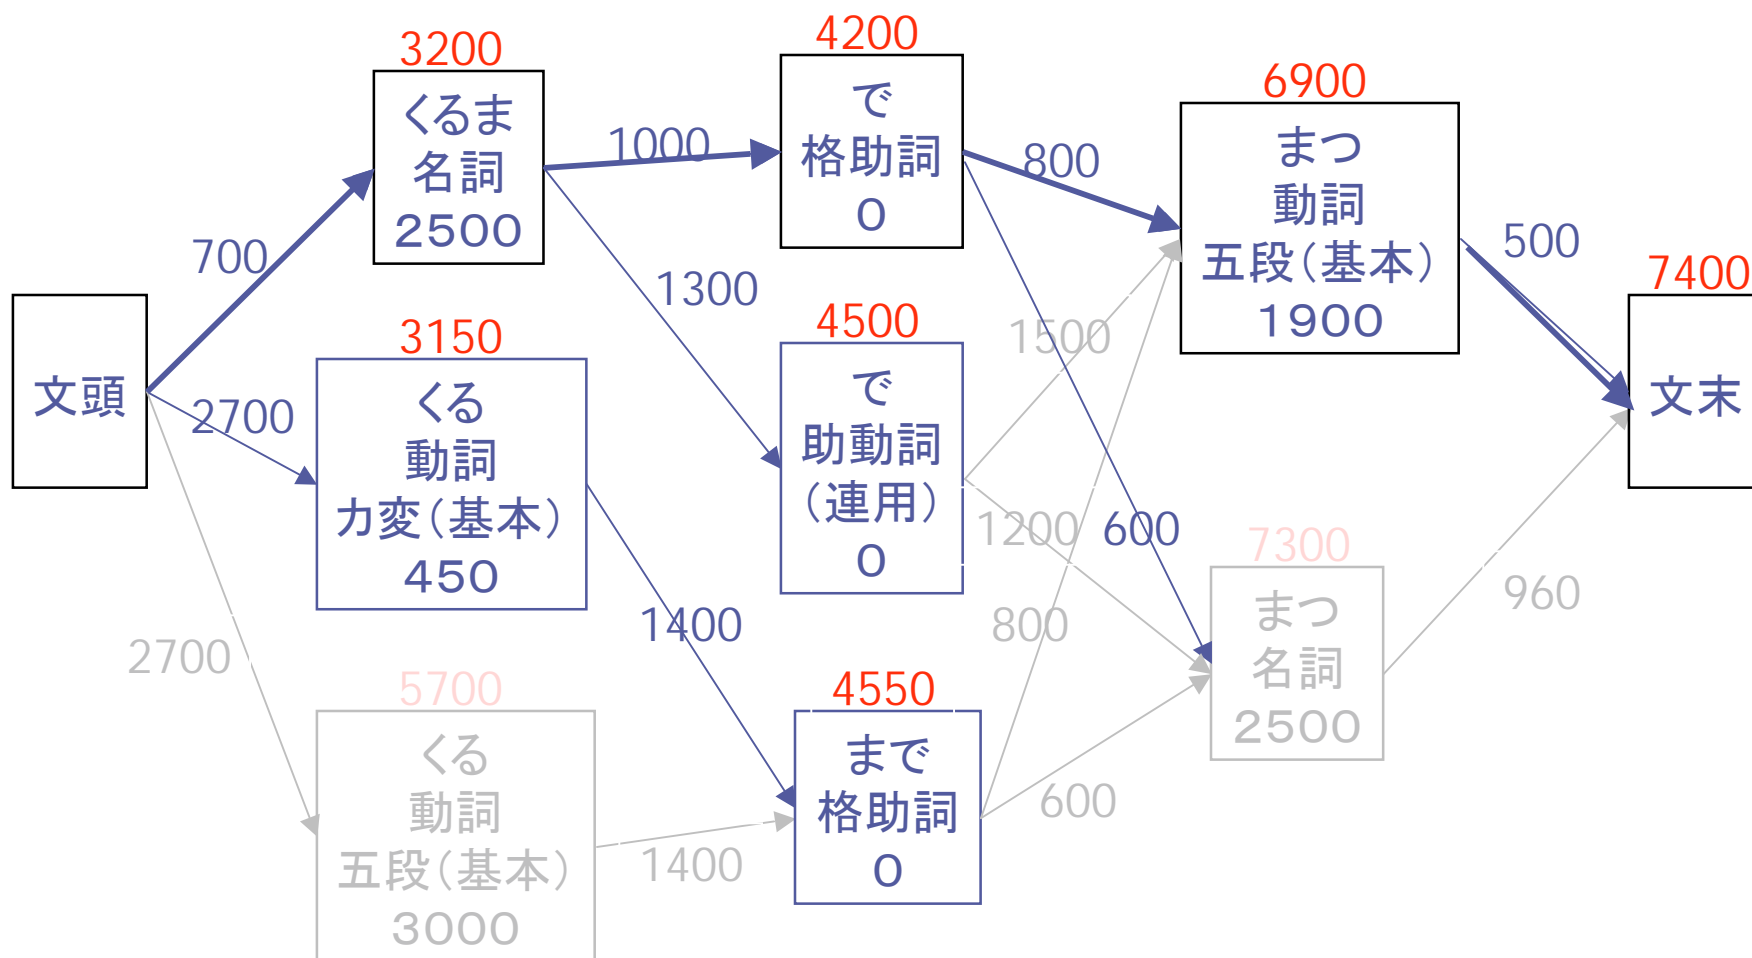 文頭
700
2700
2700
3200
くるま
名詞
2500
3150
くる
動詞
カ変(基本)
450
5700
くる
動詞
五段(基本)
3000
1000
1300
1400
1400
4200
で
格助詞
0
4500
で
助動詞
(連用)
0
4550
まで
格助詞
0
800
1500
1200
600
800
600
6900
まつ
動詞
五段(基本)
1900
7300
まつ
名詞
2500
500
960
7400
文末